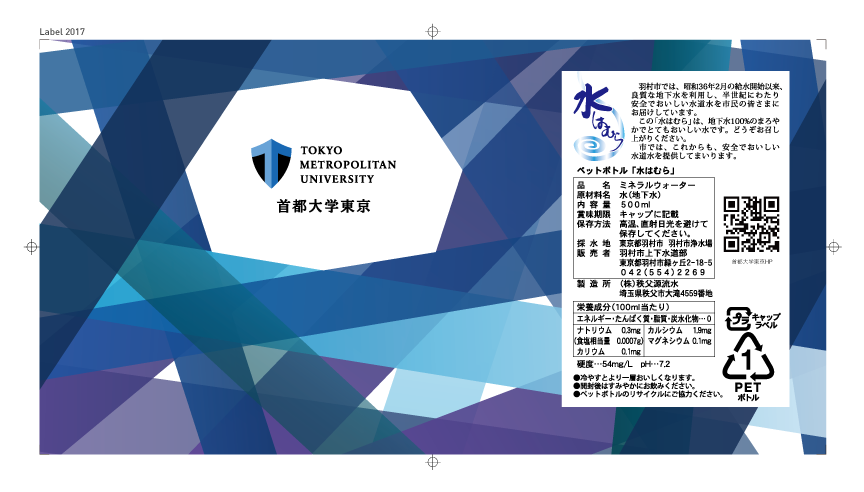 Label 2017
TOKYO
METROPOLITAN
UNIVERSITY
首都大学東京
水はむら
羽村市では、昭和36年2月の給水開始以来、
良質な地下水を利用し、半世紀にわたり
安全でおいしい水道水を市民の皆さまに
お届けしています。
この「水はむら」は、地下水100%のまろや
かでとてもおいしい水です。どうぞお召し
上がりください。
市では、これからも、安全でおいしい
水道水を提供してまいります。
ペットボトル「水はむら」
品名 ミネラルウォーター
原材料名 水(地下水)
内容量 500ml
賞味期限 キャップに記載
保存方法 高温、直射日光を避けて
保存してください。
採水地 東京都羽村市 羽村市浄水場
販売者 羽村市上下水道部
東京都羽村市緑ヶ丘2-18-5
042(554)2269
製造所 (株)秩父源流水
埼玉県秩父市大滝4559番地
首都大学東京HP
栄養成分(100ml当たり)
エネルギー・たんぱく質・脂質・炭水化物…0
ナトリウム 0.3mg カルシウム 1.9mg
(食塩相当量 0.0007g) マグネシウム 0.1mg
カリウム 0.1mg
硬度…54mg/L pH…7.2
●冷やすとより一層おいしくなります。
●開封後はすみやかにお飲みください。
●ペットボトルのリサイクルにご協力ください。
プラ
キャップ
ラベル
1
PET
ボトル